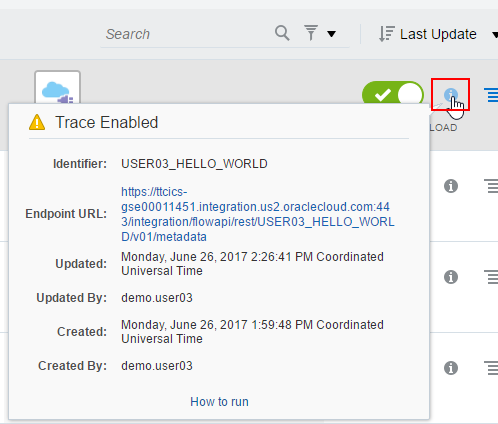 Search
Last Update
LOAD
Trace Enabled
Identifier: USER03_HELLO_WORLD
Endpoint URL: https://ttcics-
gse00011451.integration.us2.oraclecloud.com:44
3/integration/flowapi/rest/USER03_HELLO_WORL
D/v01/metadata
Updated: Monday, June 26, 2017 2:26:41 PM Coordinated
Universal Time
Updated By: demo.user03
Created: Monday, June 26, 2017 1:59:48 PM Coordinated
Universal Time
Created By: demo.user03
How to run